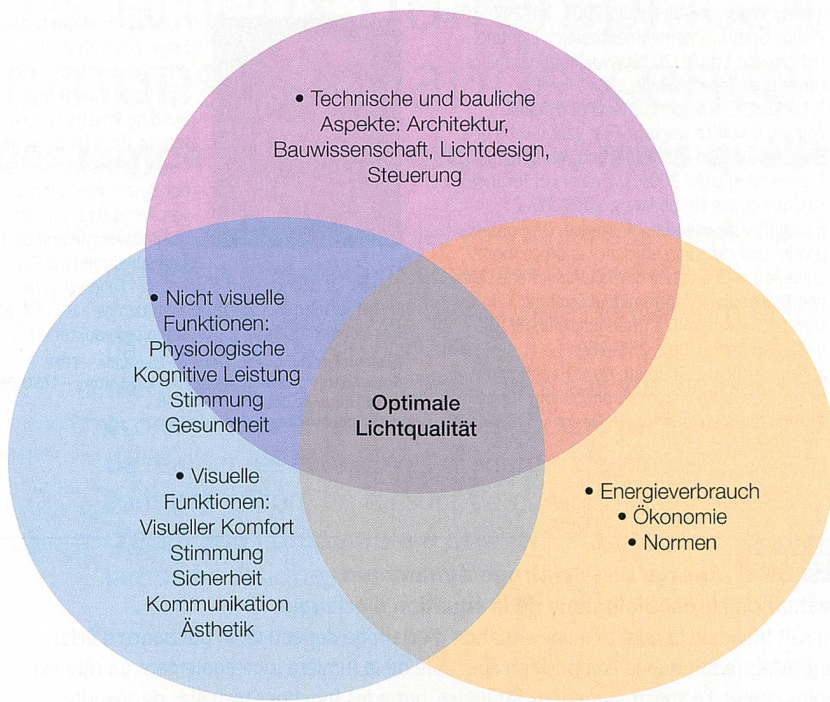 • Technische und bauliche
Aspekte: Architektur,
Bauwissenschaft, Lichtdesign,
Steuerung
• Nicht visuelle
Funktionen:
Physiologische
Kognitive Leistung
Stimmung
Gesundheit
Optimale
Lichtqualität
• Visuelle
Funktionen:
Visueller Komfort
Stimmung
Sicherheit
Kommunikation
Ästhetik
• Energieverbrauch
• Ökonomie
• Normen